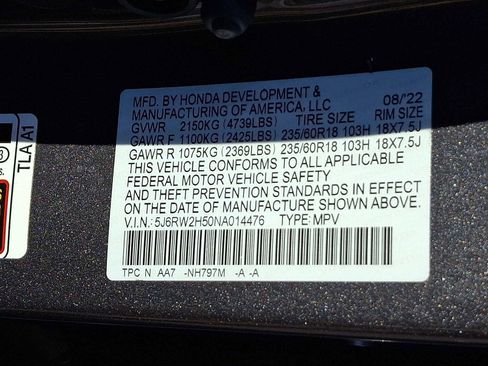 MFD. BY HONDA DEVELOPMENT &
MANUFACTURING OF AMERICA, LLC 08/'22
GVWR 2150KG (4739LBS) TIRE SIZE RIM SIZE
GAWR F 1100KG (2425LBS) 235/60R18 103H 18X7.5J
GAWR R 1075KG (2369LBS) 235/60R18 103H 18X7.5J
THIS VEHICLE CONFORMS TO ALL APPLICABLE
FEDERAL MOTOR VEHICLE SAFETY
AND THEFT PREVENTION STANDARDS IN EFFECT
ON THE DATE OF MANUFACTURE SHOWN ABOVE.
V.I.N.: 5J6RW2H50NA014476 TYPE: MPV
TPC N AA7 -NH797M -A -A
TLA A1
3
s.